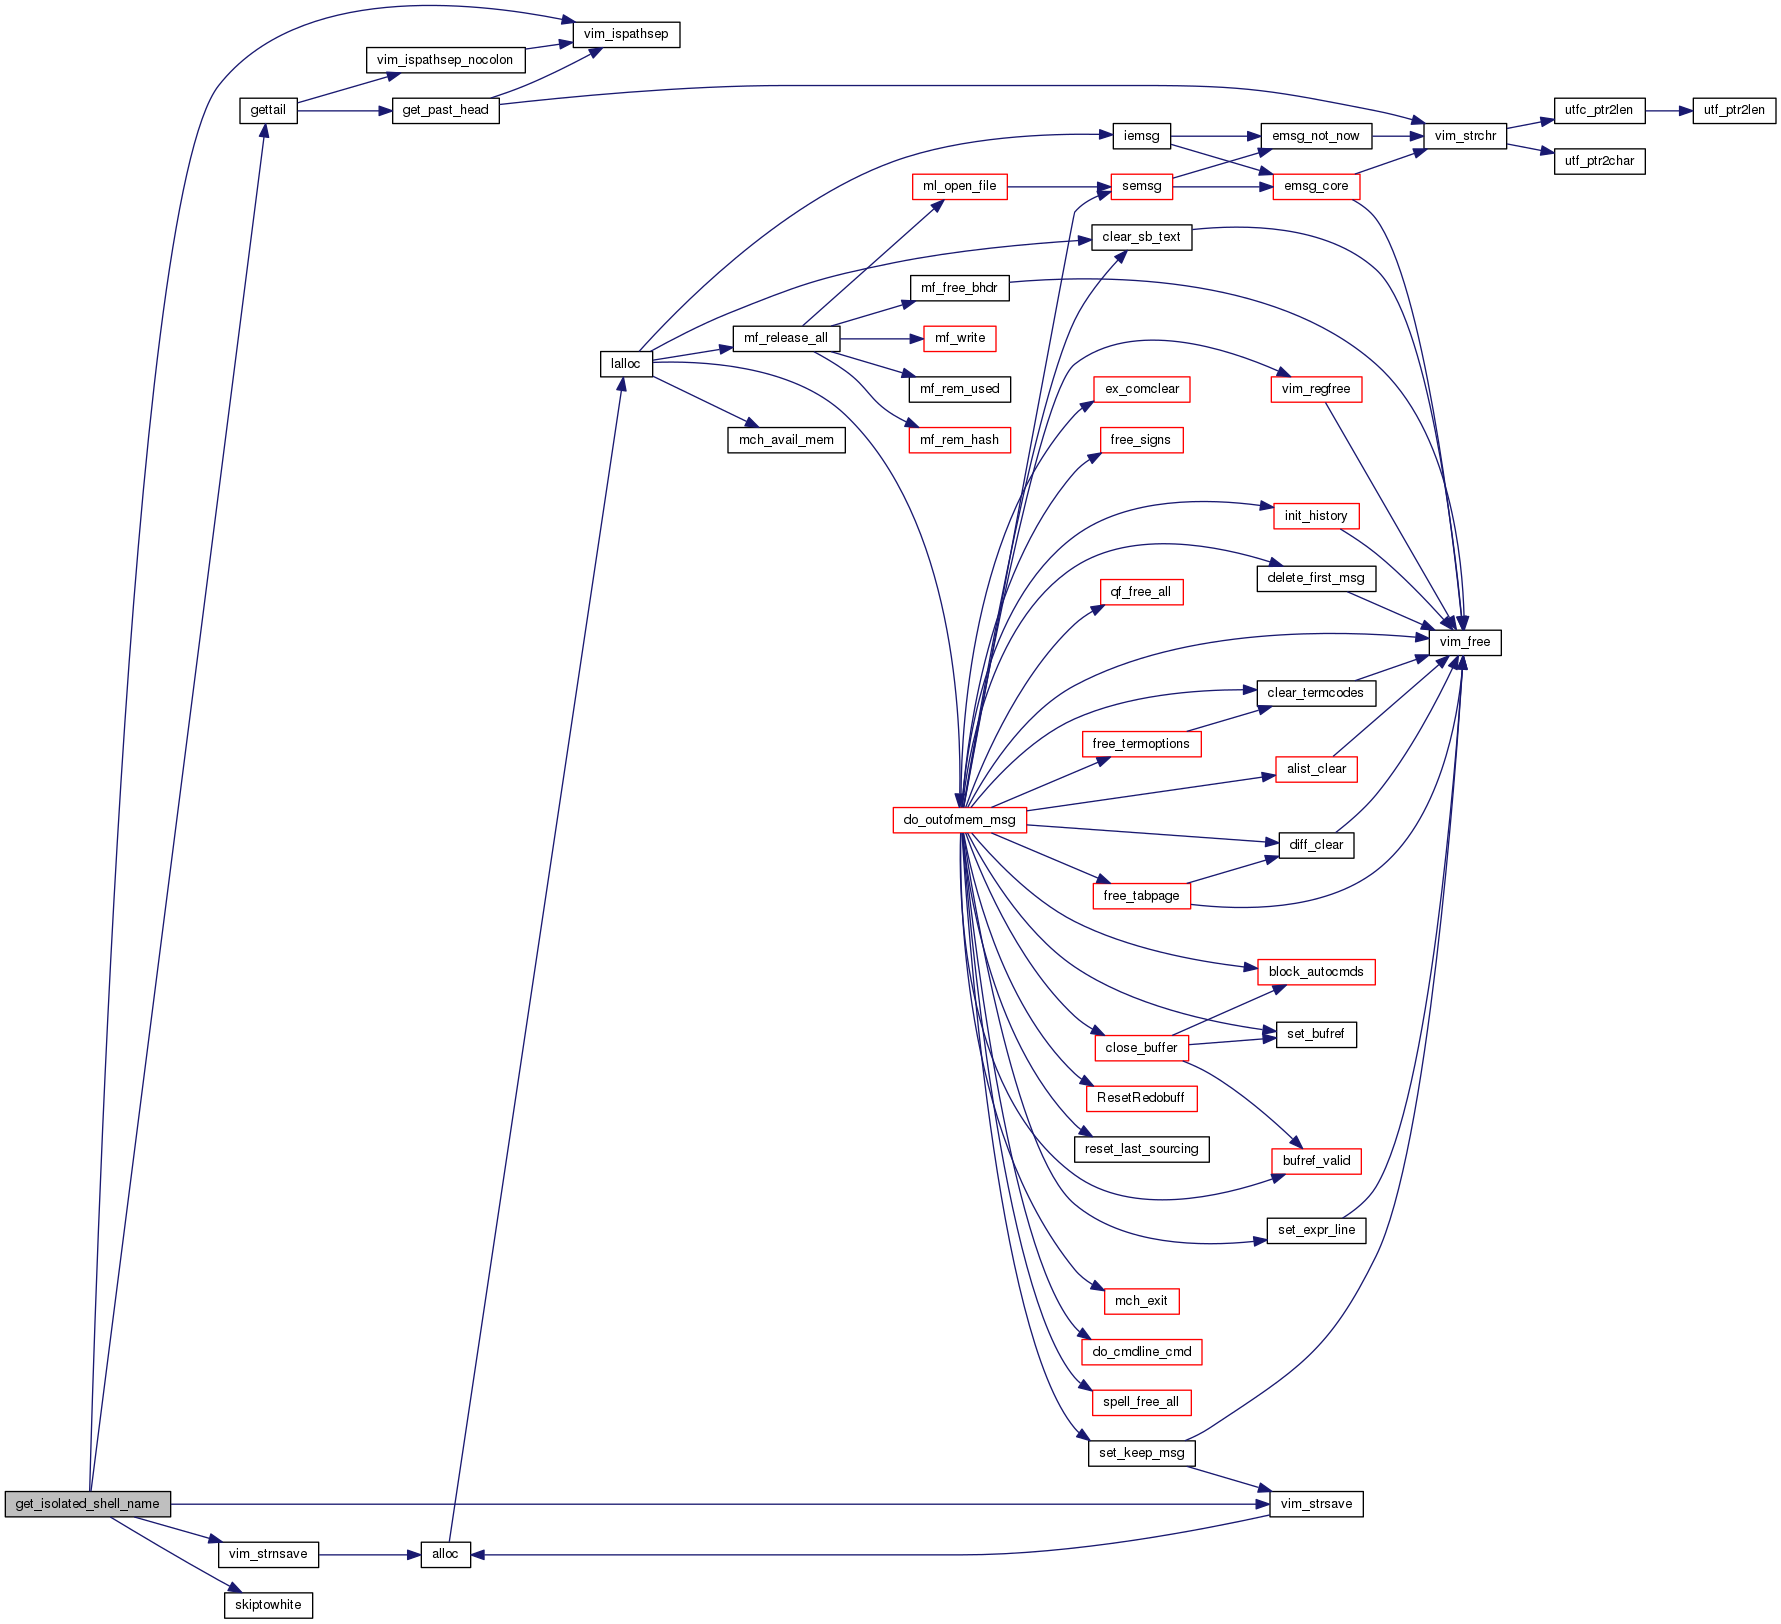 vim_ispathsep
vim_ispathsep_nocolon
gettail
get_past_head
utfc_ptr2len
utf_ptr2len
iemsg
emsg_not_now
vim_strchr
utf_ptr2char
ml_open_file
semsg
emsg_core
clear_sb_text
mf_free_bhdr
mf_release_all
mf_write
lalloc
mf_rem_used
ex_comclear
vim_regfree
mch_avail_mem
mf_rem_hash
free_signs
init_history
delete_first_msg
qf_free_all
vim_free
clear_termcodes
free_termoptions
alist_clear
do_outofmem_msg
diff_clear
free_tabpage
block_autocmds
set_bufref
close_buffer
ResetRedobuff
reset_last_sourcing
bufref_valid
set_expr_line
mch_exit
do_cmdline_cmd
spell_free_all
set_keep_msg
get_isolated_shell_name
vim_strsave
vim_strnsave
alloc
skiptowhite